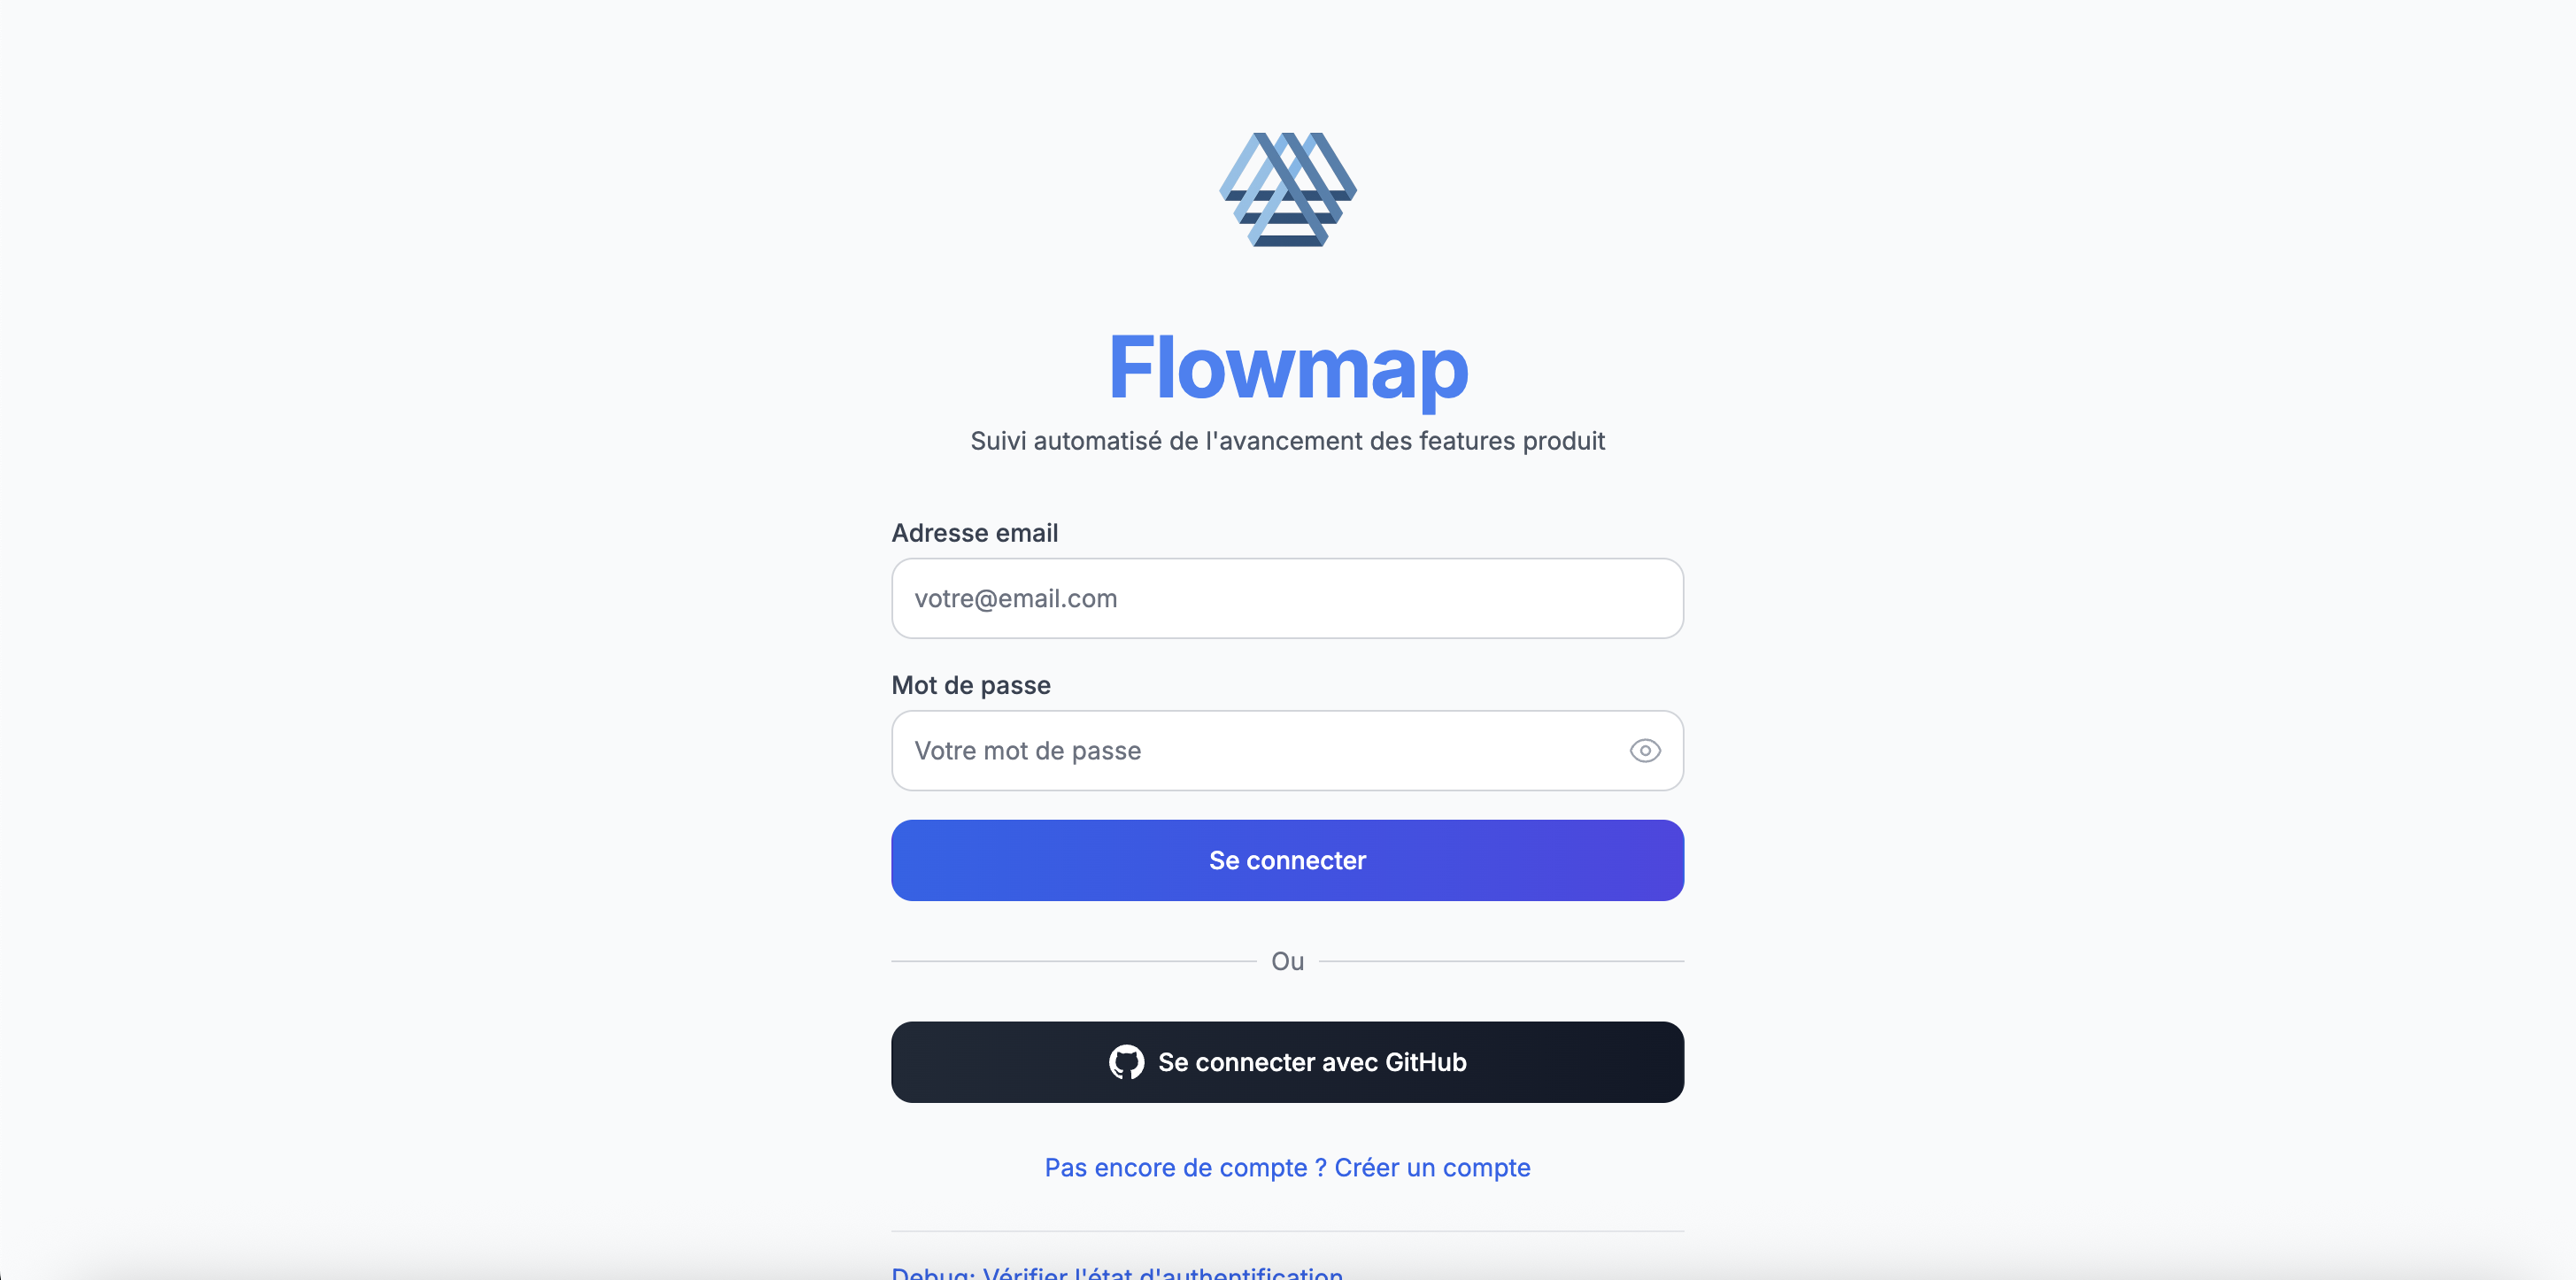 Flowmap
Suivi automatisé de l'avancement des features produit
Adresse email
votre@email.com
Mot de passe
Votre mot de passe
Se connecter
Ou
Se connecter avec GitHub
Pas encore de compte ? Créer un compte
Debug: Vérifier l'état d'authentification